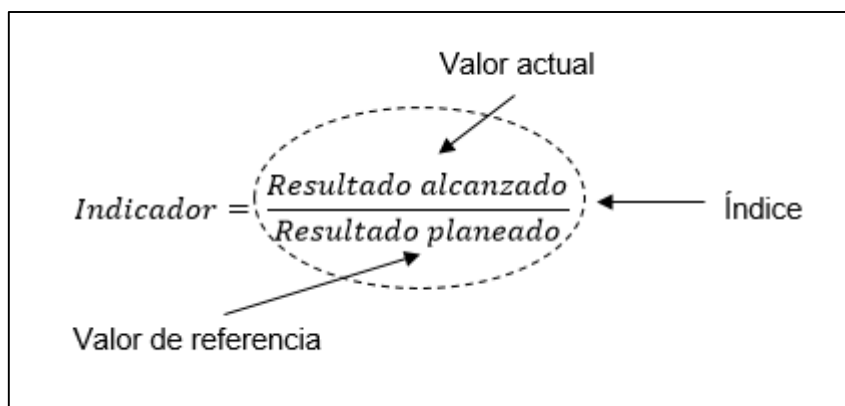 Valor actual
Indicador = Resultado alcanzado
Resultado planeado
Índice
Valor de referencia